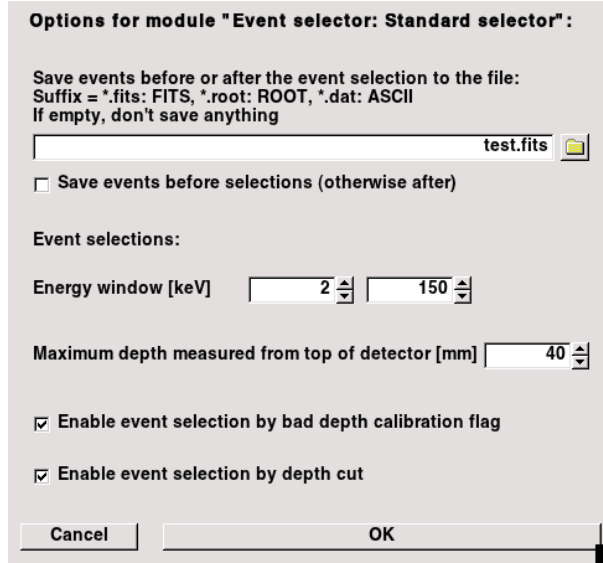 Options for module "Event selector: Standard selector":
Save events before or after the event selection to the file:
Suffix = *.fits: FITS, *.root: ROOT, *.dat: ASCII
If empty, don't save anything
test.fits
Save events before selections (otherwise after)
Event selections:
Energy window [keV] 2 150
Maximum depth measured from top of detector [mm] 40
Enable event selection by bad depth calibration flag
Enable event selection by depth cut
Cancel OK